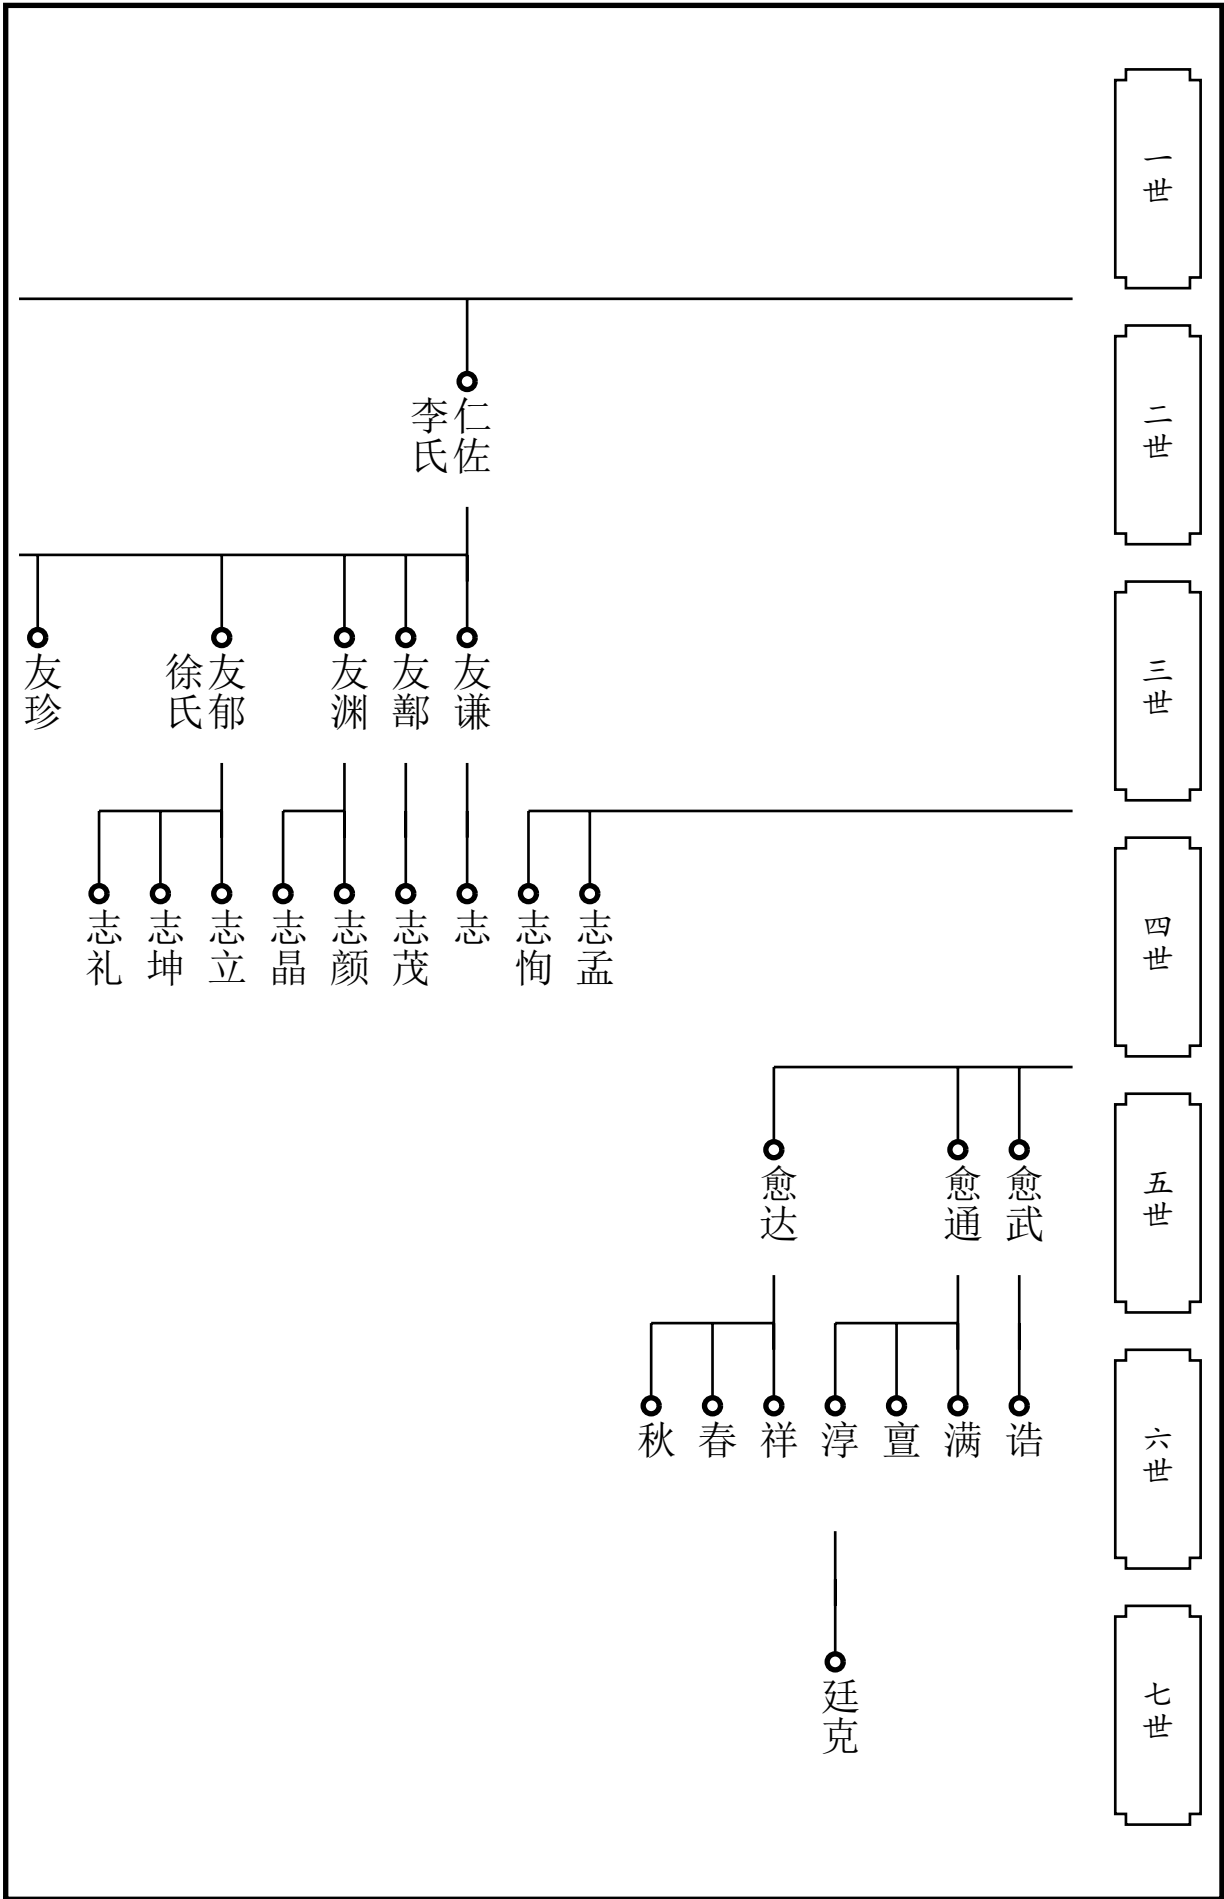 一世
二世
三世
四世
五世
六世
七世
仁佐
李氏
友谦
友鄯
友渊
友郁
徐氏
友珍
志孟
志恂
志
志茂
志颜
志晶
志立
志坤
志礼
愈武
愈通
愈达
诰
满
亶
淳
祥
春
秋
廷克